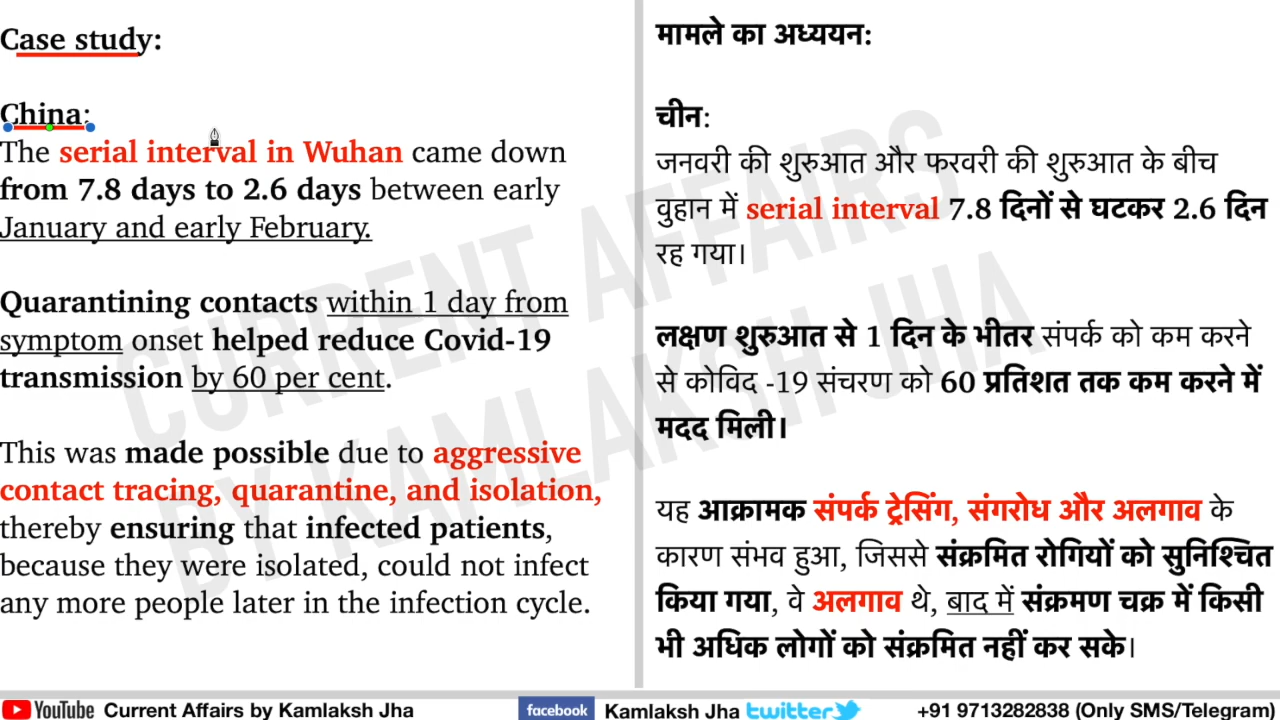 Case study:
China:
The serial interval in Wuhan came down
from 7.8 days to 2.6 days between early
January and early February.
Quarantining contacts within 1 day from
symptom onset helped reduce Covid-19
transmission by 60 per cent.
This was made possible due to aggressive
contact tracing, quarantine, and isolation,
thereby ensuring that infected patients,
because they were isolated, could not infect
any more people later in the infection cycle.
मामले का अध्ययन:
चीन:
जनवरी की शुरुआत और फरवरी की शुरुआत के बीच
वुहान में serial interval 7.8 दिनों से घटकर 2.6 दिन
रह गया।
लक्षण शुरुआत से 1 दिन के भीतर संपर्क को कम करने
से कोविद -19 संचरण को 60 प्रतिशत तक कम करने में
मदद मिली।
यह आक्रामक संपर्क ट्रेसिंग, संगरोध और अलगाव के
कारण संभव हुआ, जिससे संक्रमित रोगियों को सुनिश्चित
किया गया, वे अलगाव थे, बाद में संक्रमण चक्र में किसी
भी अधिक लोगों को संक्रमित नहीं कर सके।
CURRENT AFFAIRS
BY KAMLAKSH JHA
YouTube Current Affairs by Kamlaksh Jha facebook Kamlaksh Jha twitter +91 9713282838 (Only SMS/Telegram)